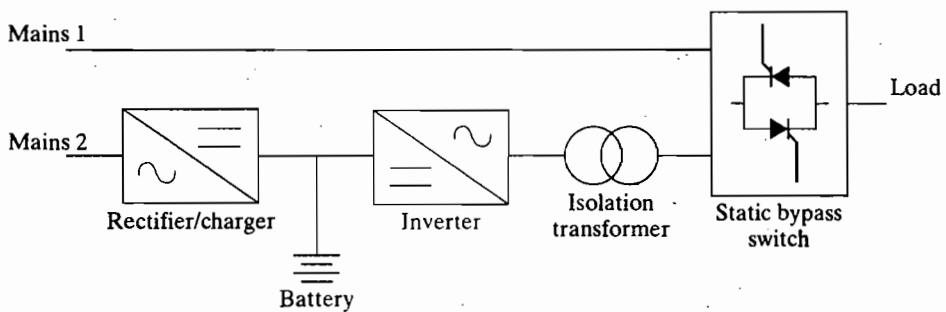 Mains 1
Load
Mains 2
Rectifier/charger
Inverter
Isolation
transformer
Static bypass
switch
Battery